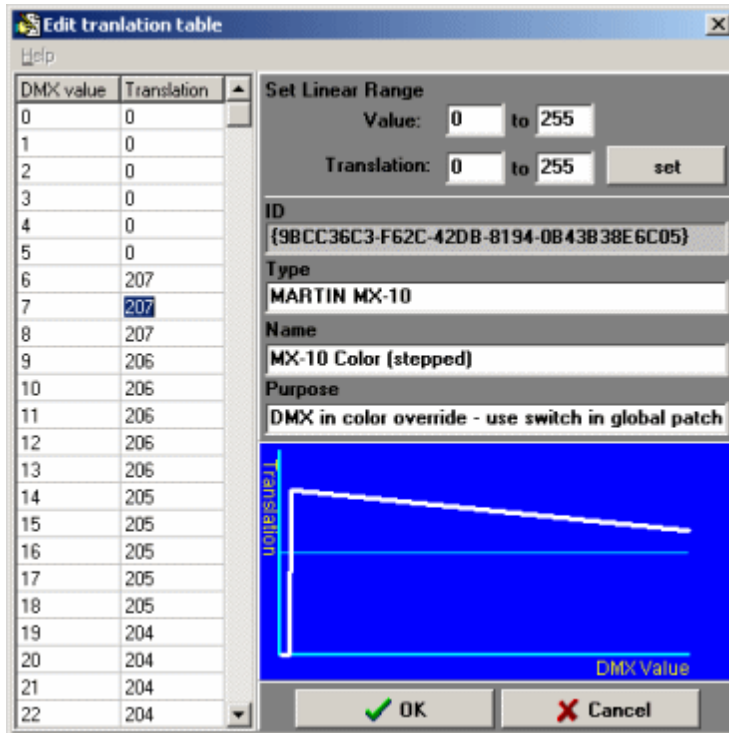 Edit tranlation table
Help
DMX value Translation
0 0
1 0
2 0
3 0
4 0
5 0
6 207
7 207
8 207
9 206
10 206
11 206
12 206
13 206
14 205
15 205
16 205
17 205
18 205
19 204
20 204
21 204
22 204
Set Linear Range
Value: 0 to 255
Translation: 0 to 255 set
ID
{9BCC36C3-F62C-42DB-8194-0B43B38E6C05}
Type
MARTIN MX-10
Name
MX-10 Color (stepped)
Purpose
DMX in color override - use switch in global patch
Translation
DMX Value
OK Cancel